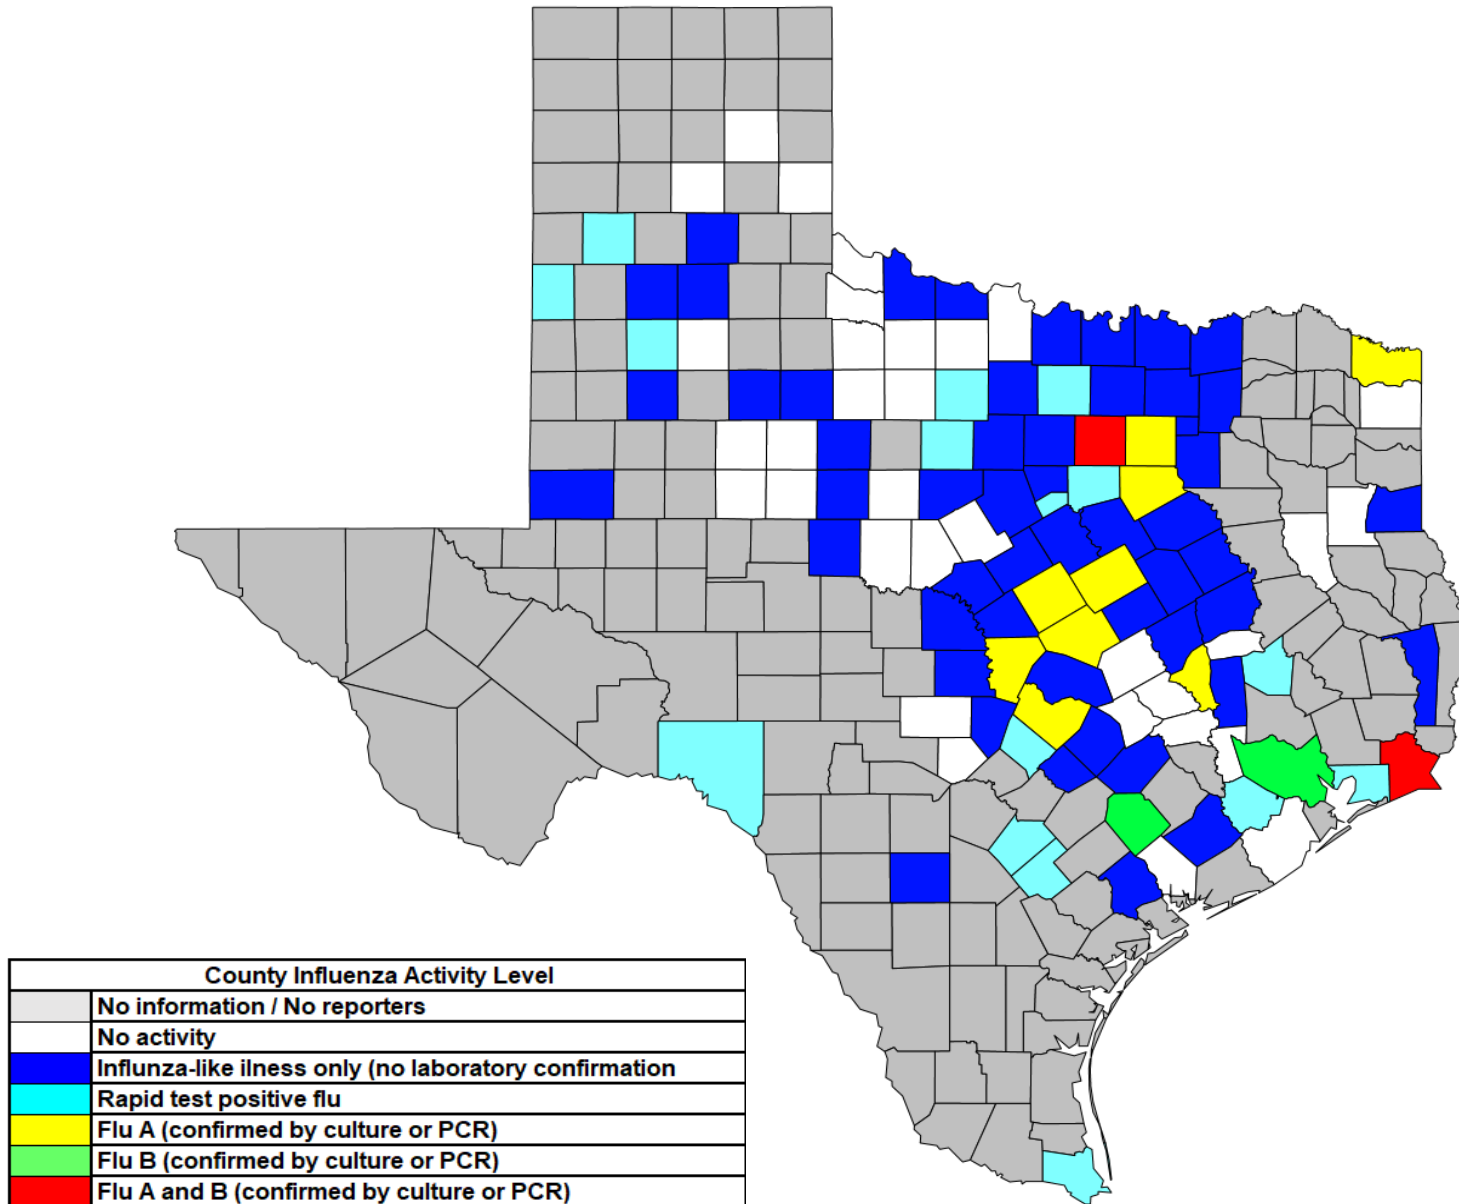 County Influenza Activity Level
No information / No reporters
No activity
Influnza-like ilness only (no laboratory confirmation
Rapid test positive flu
Flu A (confirmed by culture or PCR)
Flu B (confirmed by culture or PCR)
Flu A and B (confirmed by culture or PCR)